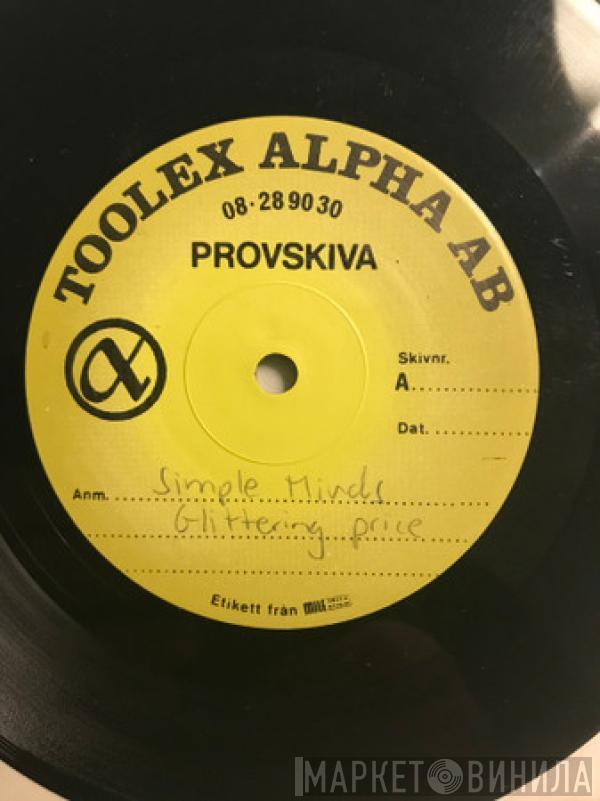 TOOLEX ALPHA AB
08-28 90 30
PROVSKIVA
Skivnr.
A
Dat.
Anm. Simple Minds
Glittering price
Etikett från
МАРКЕТ ВИНИЛА